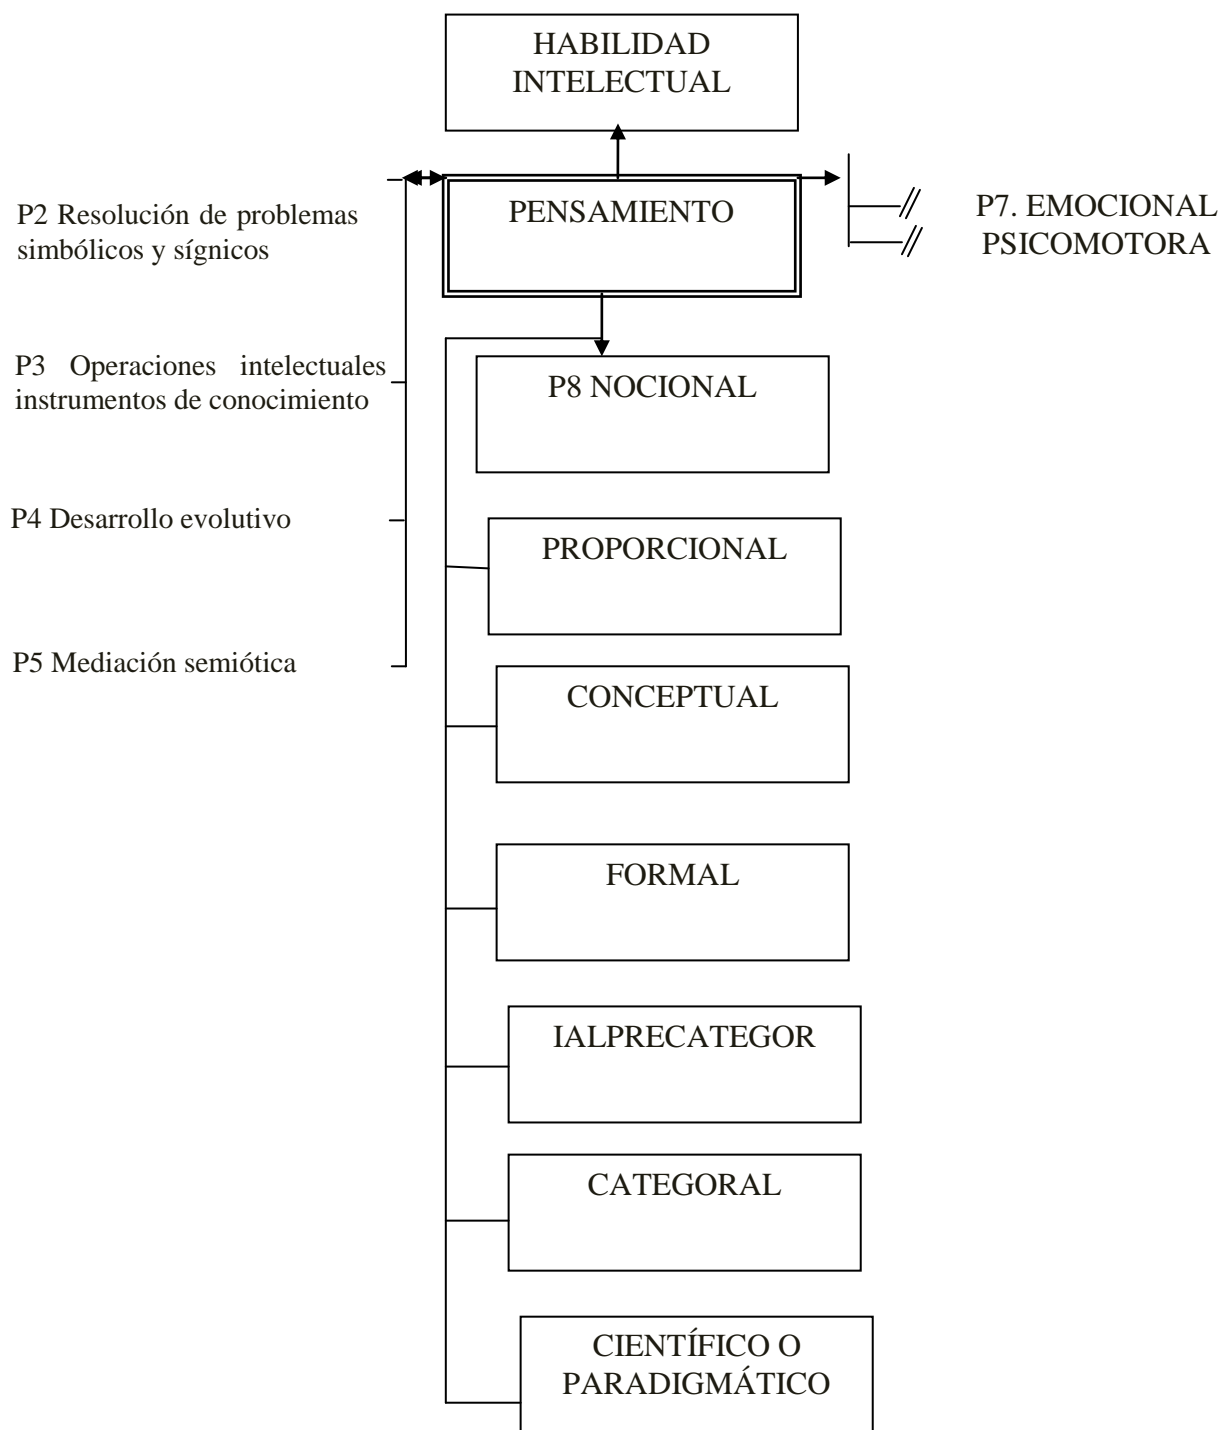 HABILIDAD
INTELECTUAL
PENSAMIENTO
P2 Resolución de problemas
simbólicos y sígnicos
P7. EMOCIONAL
PSICOMOTORA
P3 Operaciones intelectuales
instrumentos de conocimiento
P8 NOCIONAL
P4 Desarrollo evolutivo
PROPORCIONAL
P5 Mediación semiótica
CONCEPTUAL
FORMAL
IALPRECATEGOR
CATEGORAL
CIENTÍFICO O
PARADIGMÁTICO